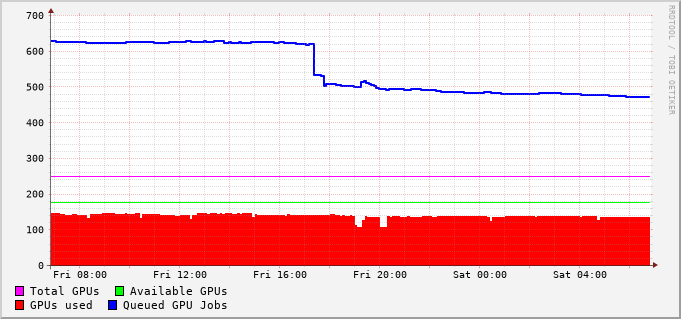 700
600
500
400
300
200
100
0
Fri 08:00 Fri 12:00 Fri 16:00 Fri 20:00 Sat 00:00 Sat 04:00
Total GPUs Available GPUs
GPUs used Queued GPU Jobs
RRDTOOL / TOBI OETIKER